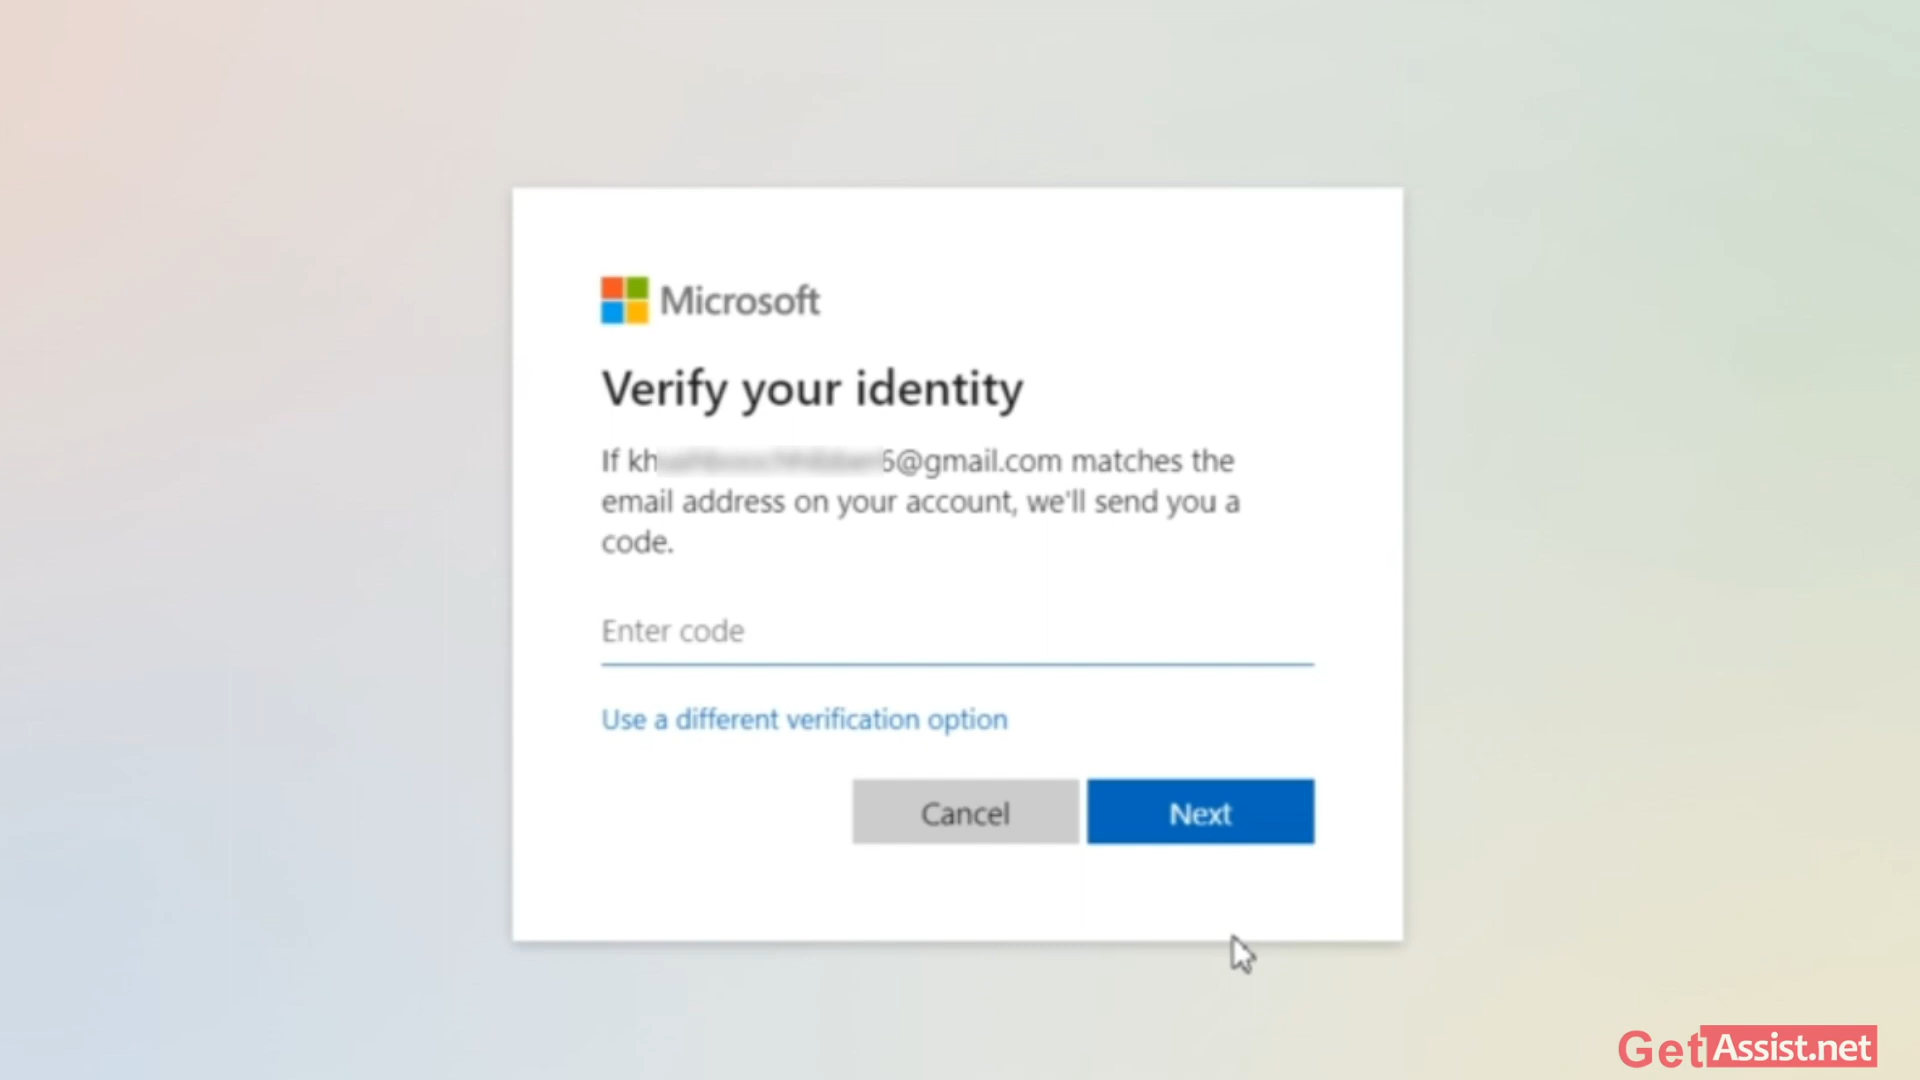 Microsoft
Verify your identity
If kh 6@gmail.com matches the
email address on your account, we'll send you a
code.
Enter code
Use a different verification option
Cancel
Next
GetAssist.net